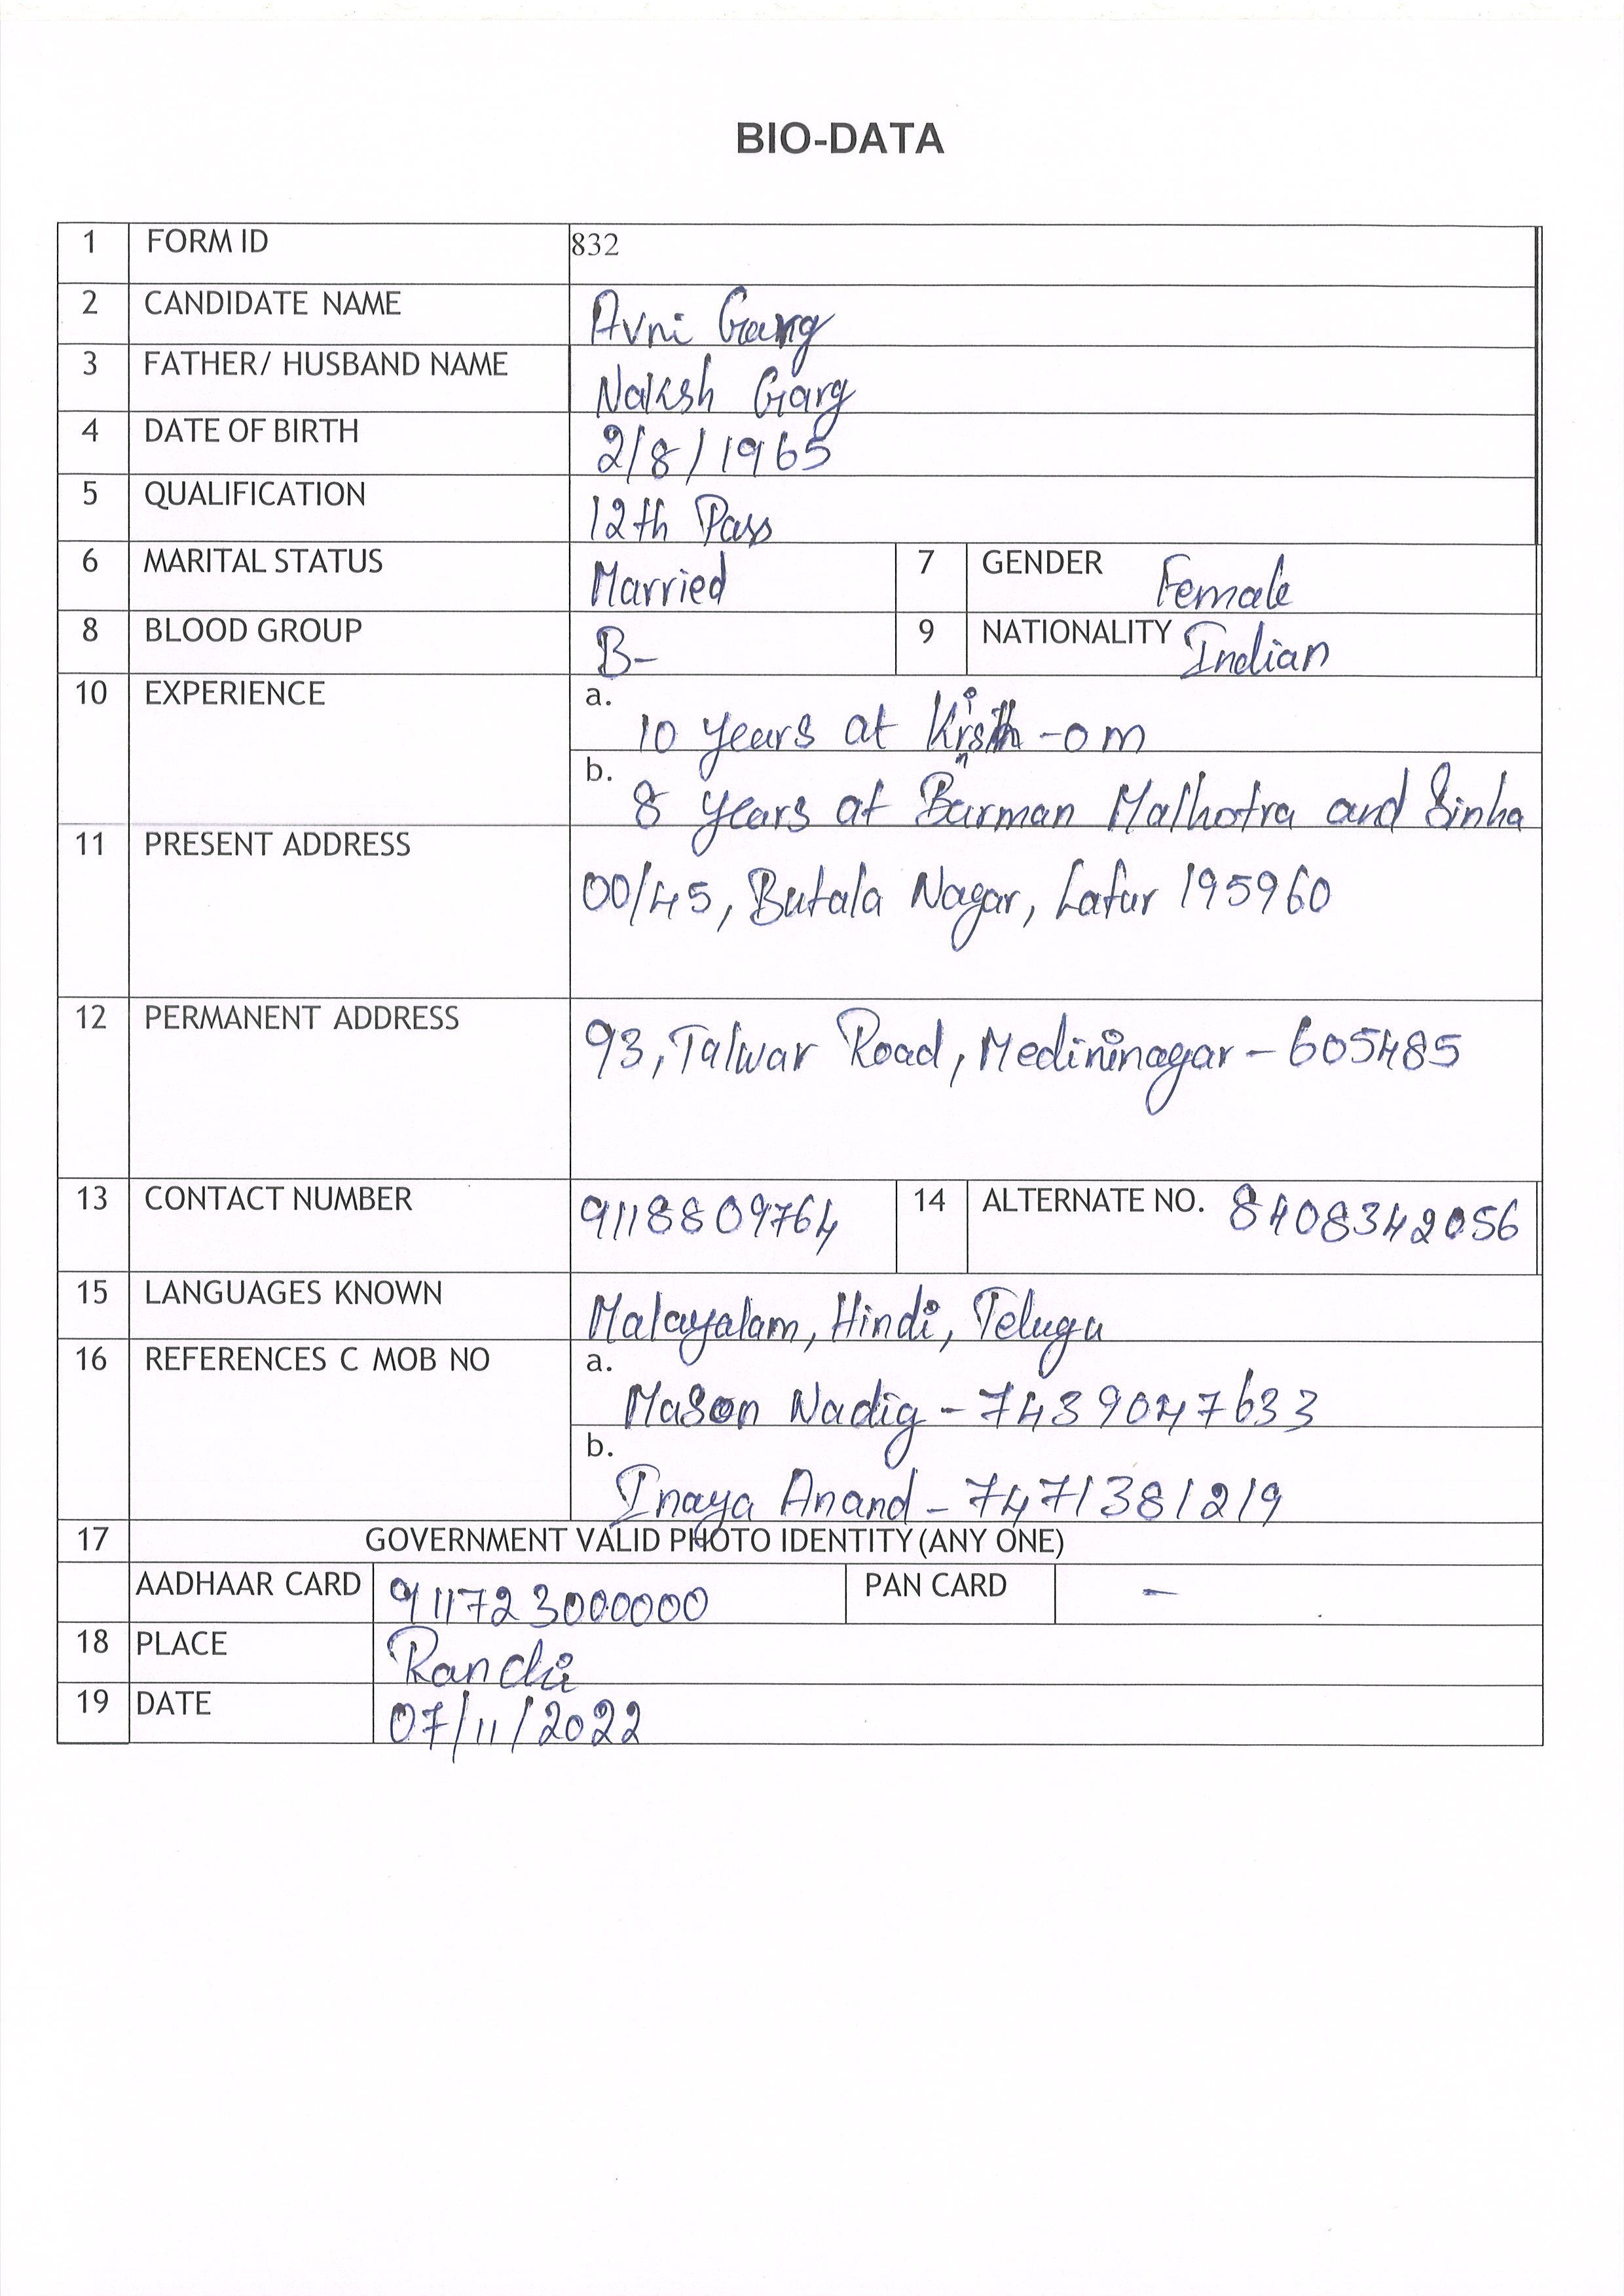 BIO-DATA
1 FORM ID 832
2 CANDIDATE NAME Avni Garg
3 FATHER/ HUSBAND NAME Naksh Garg
4 DATE OF BIRTH 2/8/1965
5 QUALIFICATION 12th Pass
6 MARITAL STATUS Married 7 GENDER Female
8 BLOOD GROUP B- 9 NATIONALITY Indian
10 EXPERIENCE a. 10 years at -om
b. 8 years at Barman Malhotra and Sinha
11 PRESENT ADDRESS 00/45, Butala Nagar, Latur 195960
12 PERMANENT ADDRESS 93, Talwar Road, Medininagar - 605485
13 CONTACT NUMBER 9118809764 14 ALTERNATE NO. 8408342056
15 LANGUAGES KNOWN Malayalam, Hindi, Telugu
16 REFERENCES C MOB NO a. Mason Nadig - 7439047633
b. Inaya Anand - 7471381219
17 GOVERNMENT VALID PHOTO IDENTITY (ANY ONE)
AADHAAR CARD 911723000000 PAN CARD -
18 PLACE Ranchi
19 DATE 07/11/2022